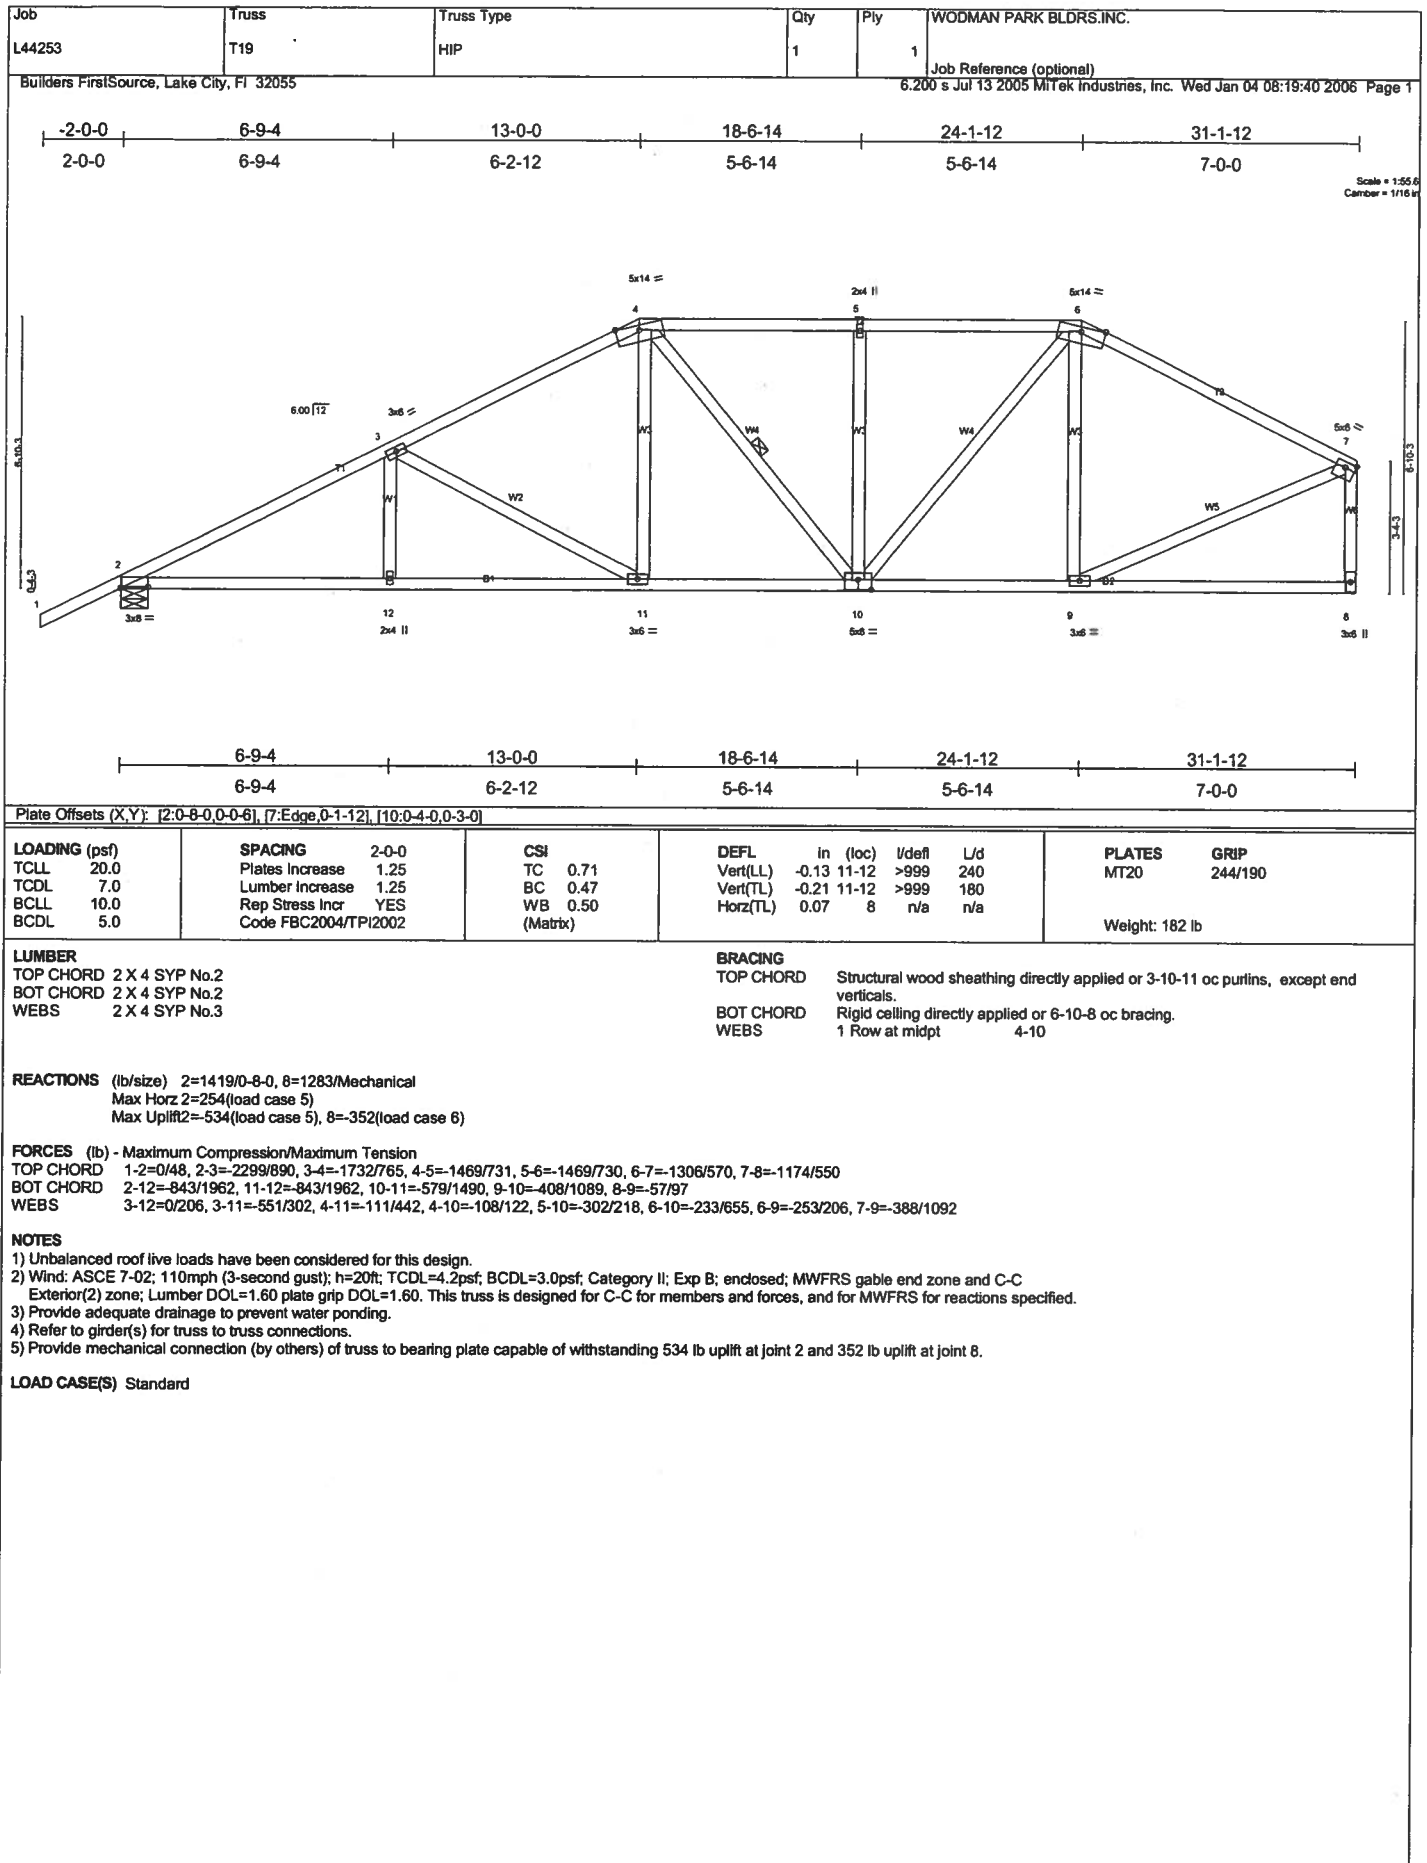 Job Truss Truss Type Qty Ply WODMAN PARK BLDRS.INC.
L44253 T19 HIP 1 1
Job Reference (optional)
Builders FirstSource, Lake City, Fl 32055 6.200 s Jul 13 2005 MiTek Industries, Inc. Wed Jan 04 08:19:40 2006 Page 1
-2-0-0 6-9-4 13-0-0 18-6-14 24-1-12 31-1-12
2-0-0 6-9-4 6-2-12 5-6-14 5-6-14 7-0-0
Scale = 1:55.6
Camber = 1/16 in
5x14 =
2x4 ||
5x14 =
4 5 6
6.00 12
3x6 =
3
5x6 =
7
T1 W1 W2 W3 W4 W3 W4 W3 T2 W5
6-10-3
0-4-3
6-10-3
3-4-3
2
1
B1 B2
3x8 =
12 11 10 9 8
2x4 || 3x6 = 5x8 = 3x6 = 3x6 ||
6-9-4 13-0-0 18-6-14 24-1-12 31-1-12
6-9-4 6-2-12 5-6-14 5-6-14 7-0-0
Plate Offsets (X,Y): [2:0-8-0,0-0-6], [7:Edge,0-1-12], [10:0-4-0,0-3-0]
LOADING (psf) SPACING 2-0-0 CSI DEFL in (loc) l/defl L/d PLATES GRIP
TCLL 20.0 Plates Increase 1.25 TC 0.71 Vert(LL) -0.13 11-12 >999 240 MT20 244/190
TCDL 7.0 Lumber Increase 1.25 BC 0.47 Vert(TL) -0.21 11-12 >999 180
BCLL 10.0 Rep Stress Incr YES WB 0.50 Horz(TL) 0.07 8 n/a n/a
BCDL 5.0 Code FBC2004/TPI2002 (Matrix) Weight: 182 lb
LUMBER
TOP CHORD 2 X 4 SYP No.2
BOT CHORD 2 X 4 SYP No.2
WEBS 2 X 4 SYP No.3
BRACING
TOP CHORD Structural wood sheathing directly applied or 3-10-11 oc purlins, except end
verticals.
BOT CHORD Rigid ceiling directly applied or 6-10-8 oc bracing.
WEBS 1 Row at midpt 4-10
REACTIONS (lb/size) 2=1419/0-8-0, 8=1283/Mechanical
Max Horz 2=254(load case 5)
Max Uplift2=-534(load case 5), 8=-352(load case 6)
FORCES (lb) - Maximum Compression/Maximum Tension
TOP CHORD 1-2=0/48, 2-3=-2299/890, 3-4=-1732/765, 4-5=-1469/731, 5-6=-1469/730, 6-7=-1306/570, 7-8=-1174/550
BOT CHORD 2-12=-843/1962, 11-12=-843/1962, 10-11=-579/1490, 9-10=-408/1089, 8-9=-57/97
WEBS 3-12=0/206, 3-11=-551/302, 4-11=-111/442, 4-10=-108/122, 5-10=-302/218, 6-10=-233/655, 6-9=-253/206, 7-9=-388/1092
NOTES
1) Unbalanced roof live loads have been considered for this design.
2) Wind: ASCE 7-02; 110mph (3-second gust); h=20ft; TCDL=4.2psf; BCDL=3.0psf; Category II; Exp B; enclosed; MWFRS gable end zone and C-C
Exterior(2) zone; Lumber DOL=1.60 plate grip DOL=1.60. This truss is designed for C-C for members and forces, and for MWFRS for reactions specified.
3) Provide adequate drainage to prevent water ponding.
4) Refer to girder(s) for truss to truss connections.
5) Provide mechanical connection (by others) of truss to bearing plate capable of withstanding 534 lb uplift at joint 2 and 352 lb uplift at joint 8.
LOAD CASE(S) Standard